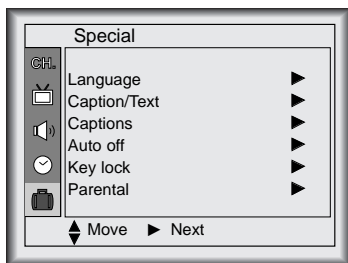 Special
CH.
Language
Caption/Text
Captions
Auto off
Key lock
Parental
Move Next